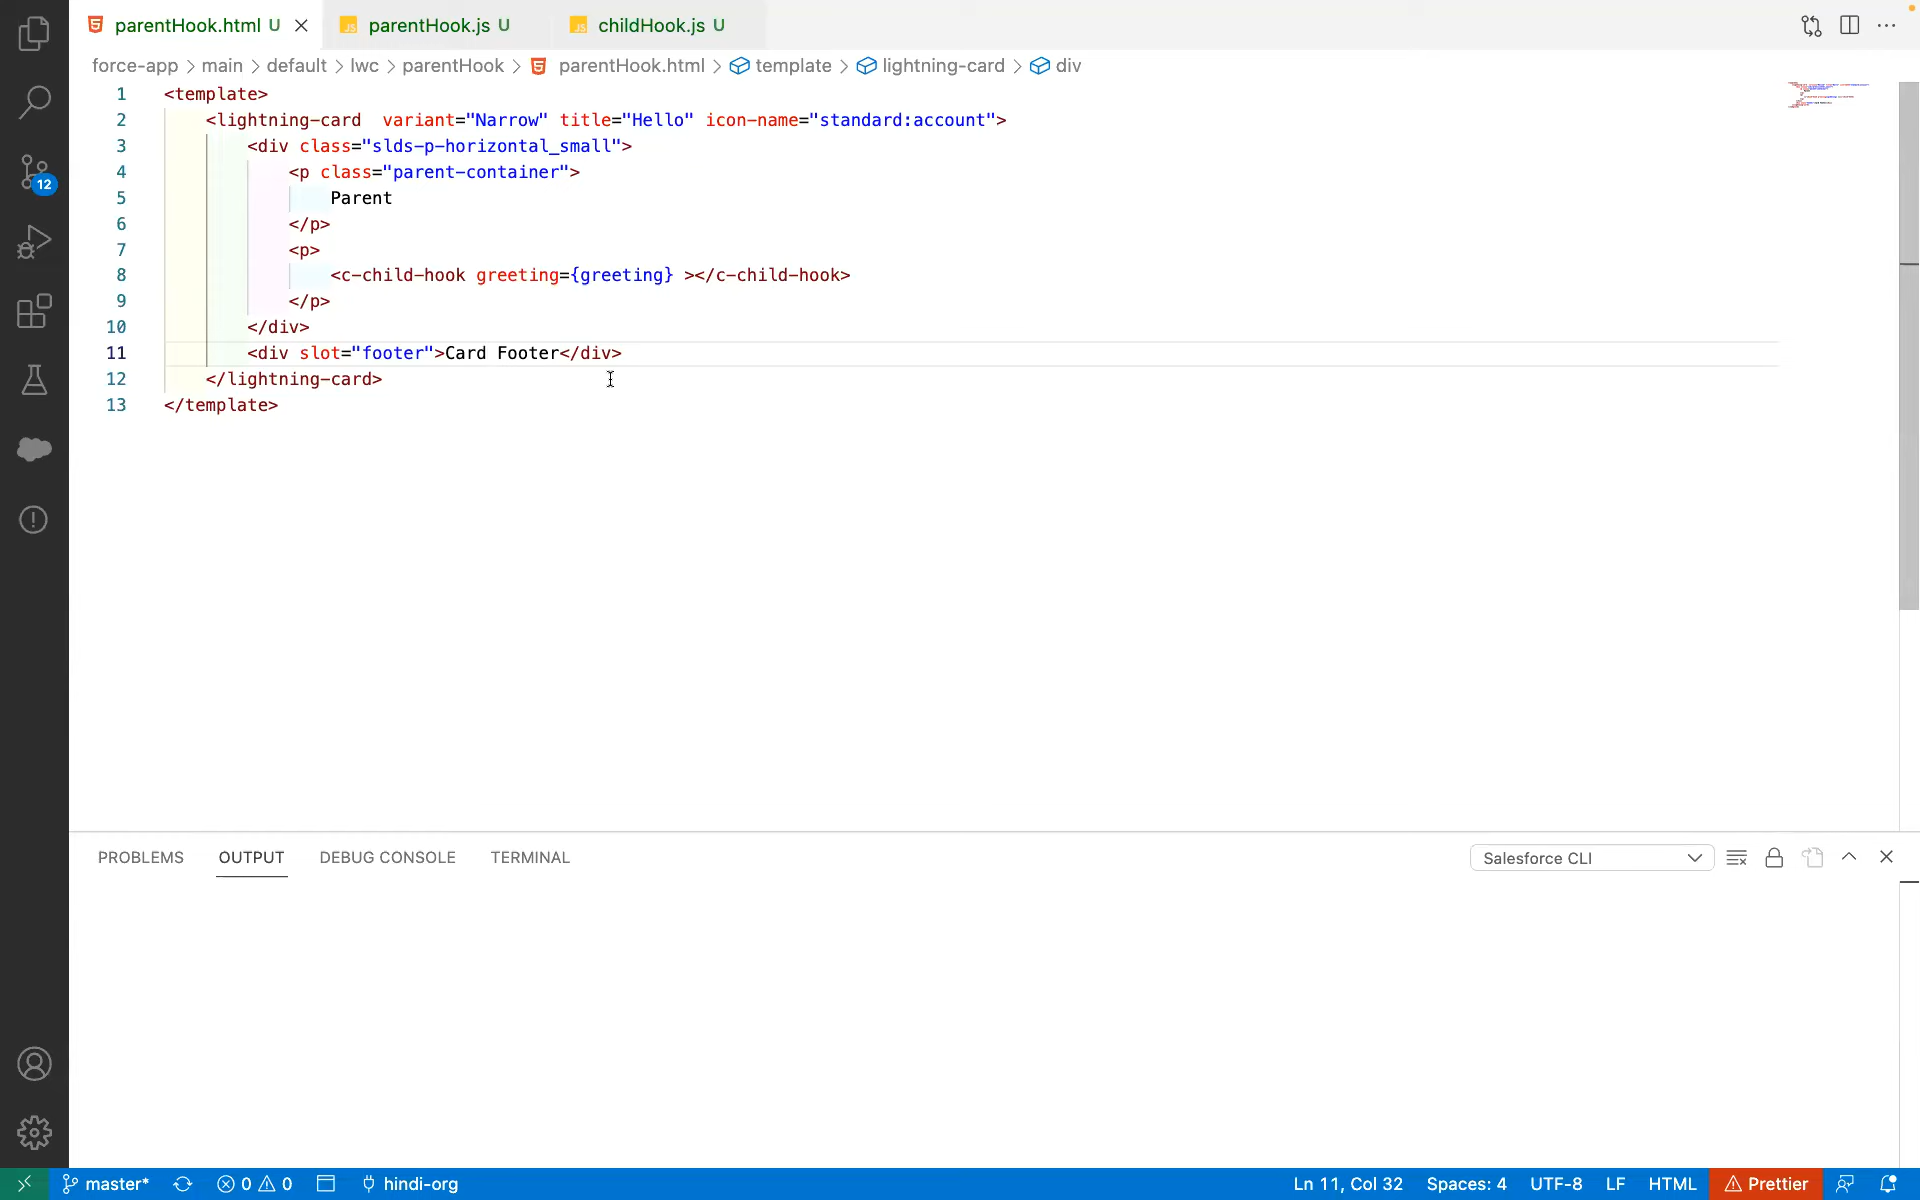 parentHook.html U
parentHook.js U
childHook.js U
force-app > main > default > lwc > parentHook > parentHook.html > template > lightning-card > div
1 <template>
2 <lightning-card  variant="Narrow" title="Hello" icon-name="standard:account">
3 <div class="slds-p-horizontal_small">
4 <p class="parent-container">
5 Parent
6 </p>
7 <p>
8 <c-child-hook greeting={greeting} ></c-child-hook>
9 </p>
10 </div>
11 <div slot="footer">Card Footer</div>
12 </lightning-card>
13 </template>
12
PROBLEMS OUTPUT DEBUG CONSOLE TERMINAL Salesforce CLI
master* 0 0 hindi-org Ln 11, Col 32 Spaces: 4 UTF-8 LF HTML Prettier